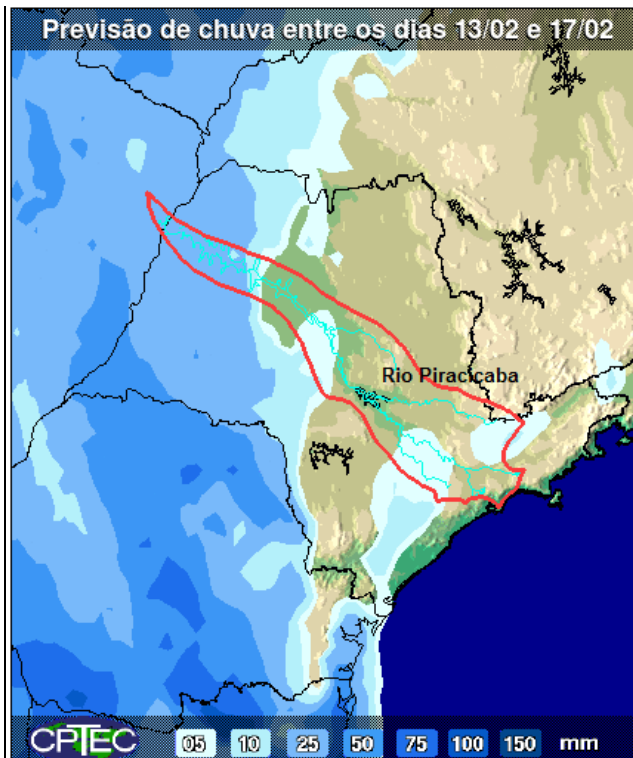 Previsão de chuva entre os dias 13/02 e 17/02
Rio Piracicaba
CPTEC 05 10 25 50 75 100 150 mm